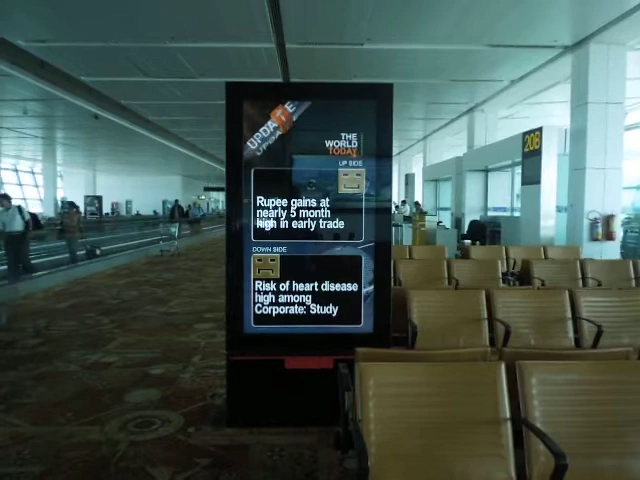 UPDATE
THE
WORLD
TODAY
UP SIDE
Rupee gains at
nearly 5 month
high in early trade
DOWN SIDE
Risk of heart disease
high among
Corporate: Study
20B